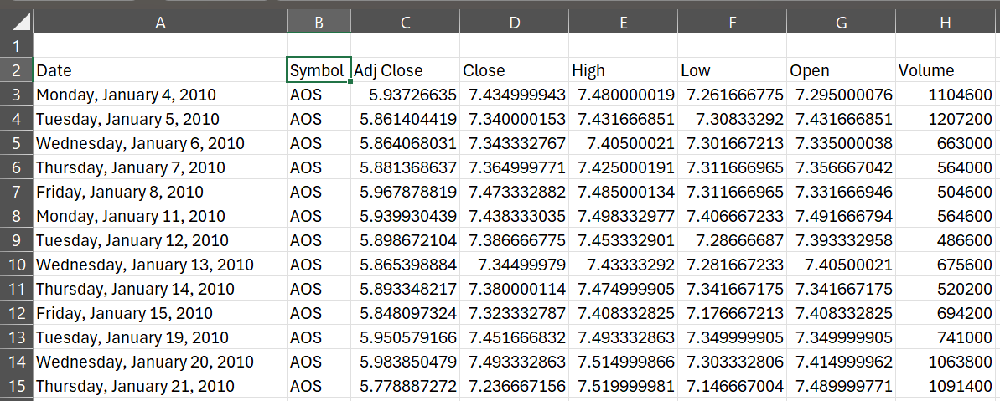 A B C D E F G H
1
2 Date Symbol Adj Close Close High Low Open Volume
3 Monday, January 4, 2010 AOS 5.93726635 7.434999943 7.480000019 7.261666775 7.295000076 1104600
4 Tuesday, January 5, 2010 AOS 5.861404419 7.340000153 7.431666851 7.30833292 7.431666851 1207200
5 Wednesday, January 6, 2010 AOS 5.864068031 7.343332767 7.40500021 7.301667213 7.335000038 663000
6 Thursday, January 7, 2010 AOS 5.881368637 7.364999771 7.425000191 7.311666965 7.356667042 564000
7 Friday, January 8, 2010 AOS 5.967878819 7.473332882 7.485000134 7.311666965 7.331666946 504600
8 Monday, January 11, 2010 AOS 5.939930439 7.438333035 7.498332977 7.406667233 7.491666794 564600
9 Tuesday, January 12, 2010 AOS 5.898672104 7.386666775 7.453332901 7.28666687 7.393332958 486600
10 Wednesday, January 13, 2010 AOS 5.865398884 7.34499979 7.43333292 7.281667233 7.40500021 675600
11 Thursday, January 14, 2010 AOS 5.893348217 7.380000114 7.474999905 7.341667175 7.341667175 520200
12 Friday, January 15, 2010 AOS 5.848097324 7.323332787 7.408332825 7.176667213 7.408332825 694200
13 Tuesday, January 19, 2010 AOS 5.950579166 7.451666832 7.493332863 7.349999905 7.349999905 741000
14 Wednesday, January 20, 2010 AOS 5.983850479 7.493332863 7.514999866 7.303332806 7.414999962 1063800
15 Thursday, January 21, 2010 AOS 5.778887272 7.236667156 7.519999981 7.146667004 7.489999771 1091400